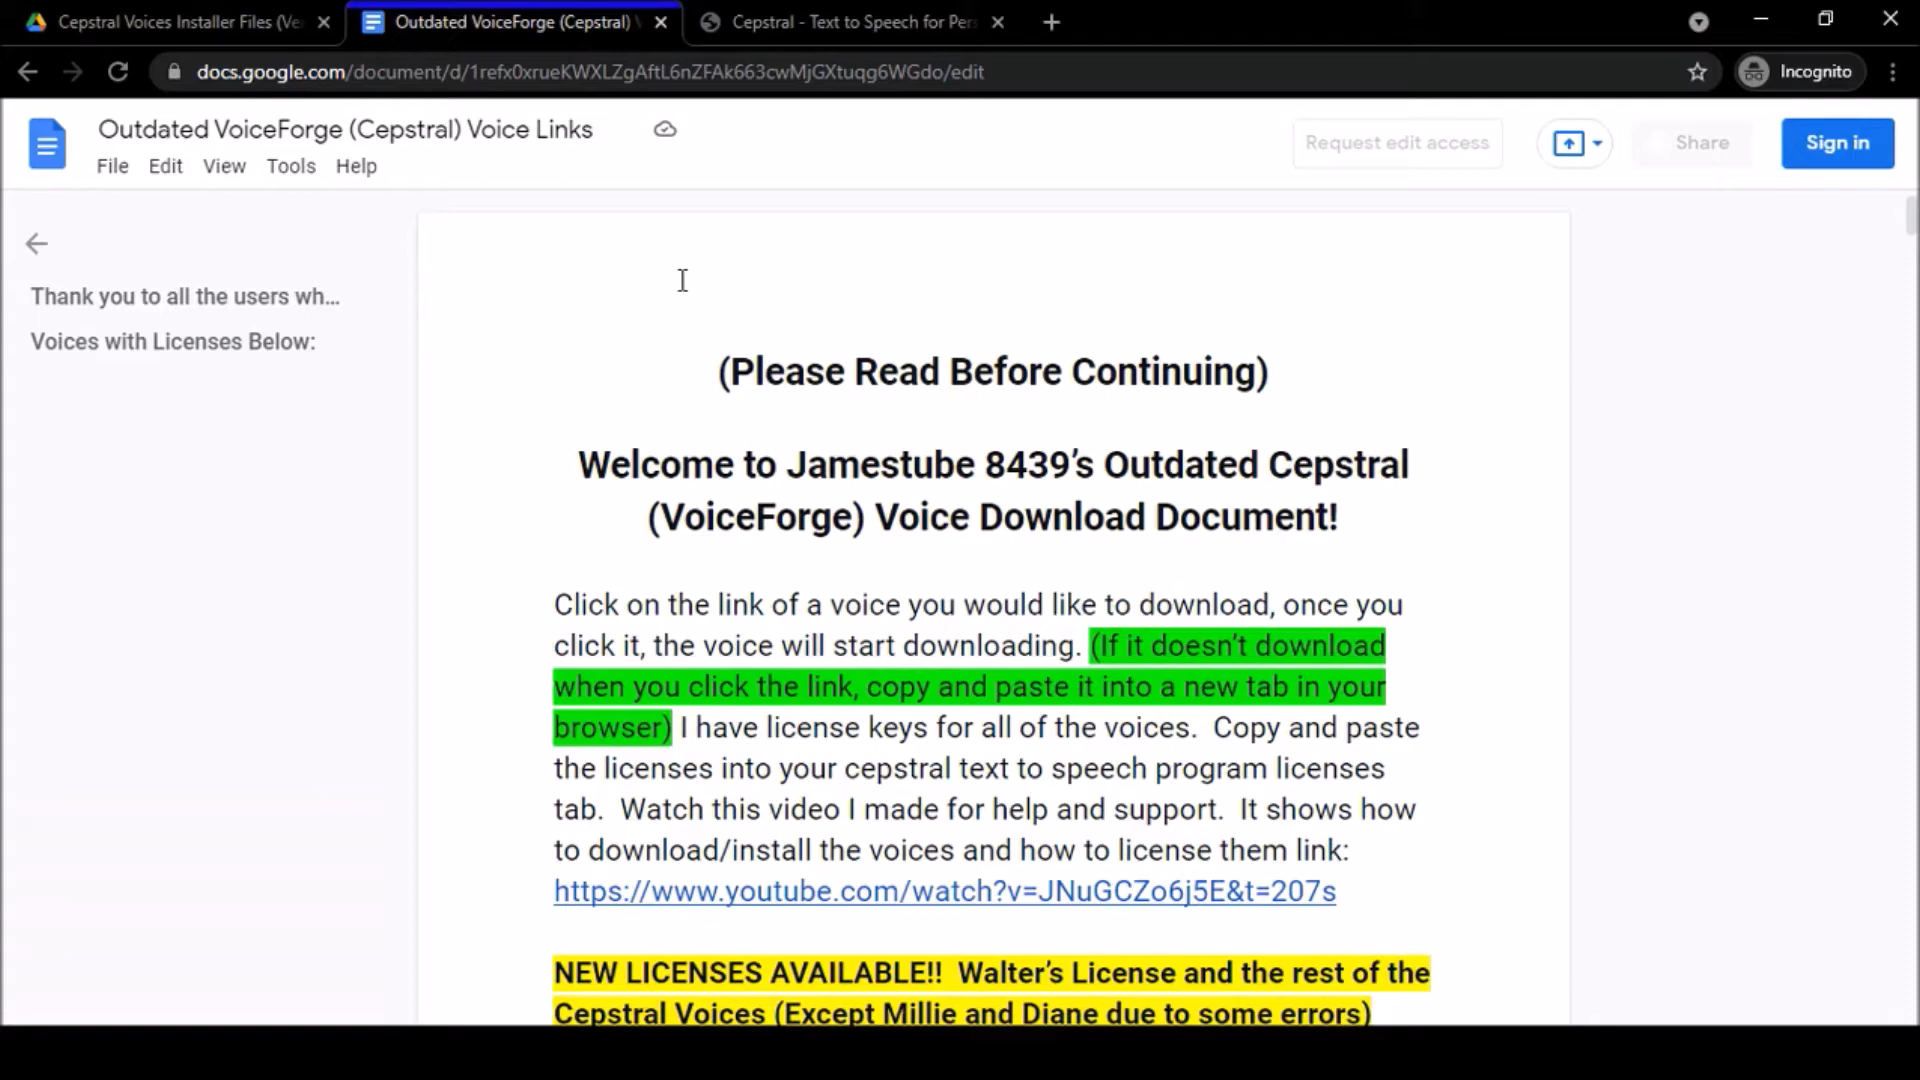 Cepstral Voices Installer Files (Ve
Outdated VoiceForge (Cepstral) V
Cepstral - Text to Speech for Pers
docs.google.com/document/d/1refx0xrueKWXLZgAftL6nZFAk663cwMjGXtuqg6WGdo/edit
Incognito
Outdated VoiceForge (Cepstral) Voice Links
File Edit View Tools Help
Request edit access
Share
Sign in
Thank you to all the users wh...
Voices with Licenses Below:
(Please Read Before Continuing)
Welcome to Jamestube 8439’s Outdated Cepstral
(VoiceForge) Voice Download Document!
Click on the link of a voice you would like to download, once you
click it, the voice will start downloading. (If it doesn’t download
when you click the link, copy and paste it into a new tab in your
browser) I have license keys for all of the voices. Copy and paste
the licenses into your cepstral text to speech program licenses
tab. Watch this video I made for help and support. It shows how
to download/install the voices and how to license them link:
https://www.youtube.com/watch?v=JNuGCZo6j5E&t=207s
NEW LICENSES AVAILABLE!! Walter’s License and the rest of the
Cepstral Voices (Except Millie and Diane due to some errors)